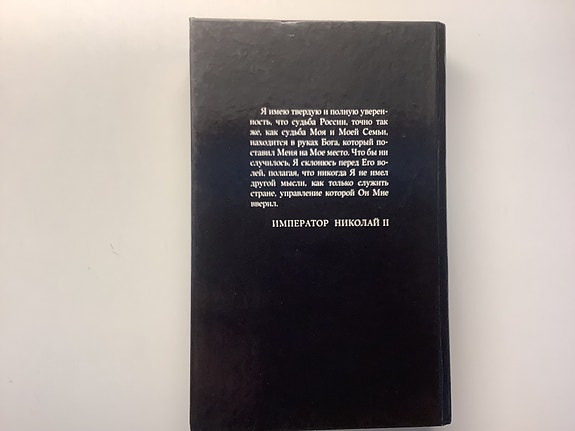 Я имею твердую и полную уверен-
ность, что судьба России, точно так
же, как судьба Моя и Моей Семьи,
находится в руках Бога, который по-
ставил Меня на Мое место. Что бы ни
случилось, Я склонюсь перед Его во-
лей, полагая, что никогда Я не имел
другой мысли, как только служить
стране, управление которой Он Мне
вверил.
ИМПЕРАТОР НИКОЛАЙ II